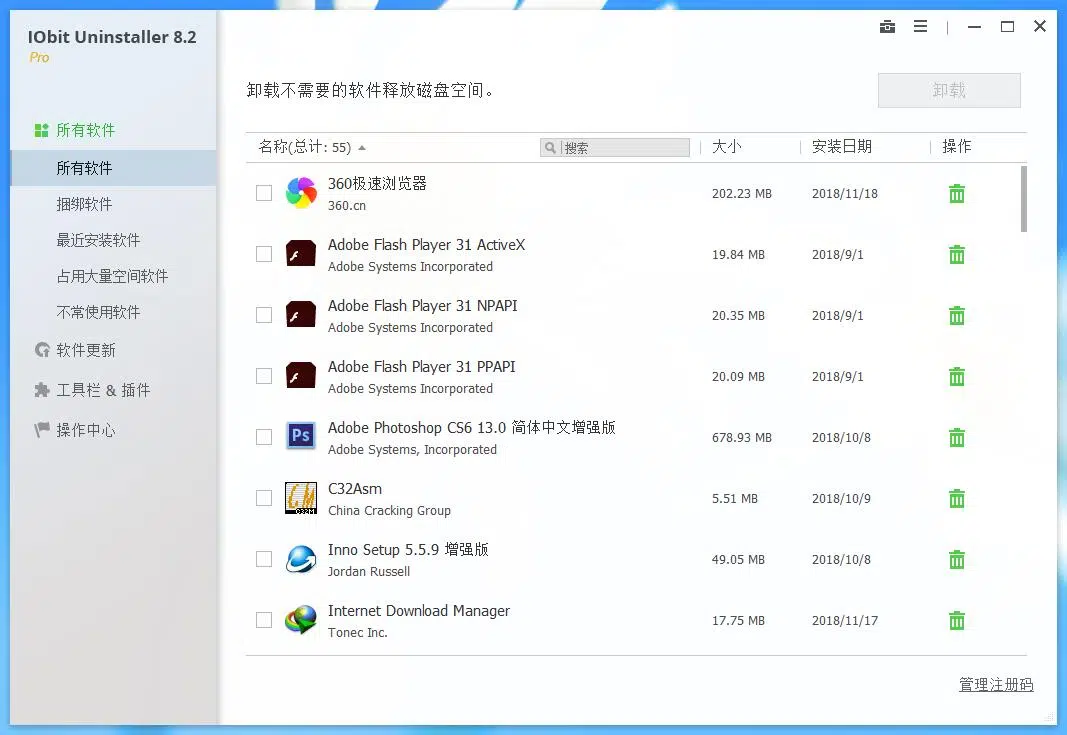 IObit Uninstaller 8.2
Pro
所有软件
所有软件
捆绑软件
最近安装软件
占用大量空间软件
不常使用软件
软件更新
工具栏 & 插件
操作中心
卸载不需要的软件释放磁盘空间。
卸载
名称(总计: 55) 搜索 大小 安装日期 操作
360极速浏览器
360.cn
202.23 MB 2018/11/18
Adobe Flash Player 31 ActiveX
Adobe Systems Incorporated
19.84 MB 2018/9/1
Adobe Flash Player 31 NPAPI
Adobe Systems Incorporated
20.35 MB 2018/9/1
Adobe Flash Player 31 PPAPI
Adobe Systems Incorporated
20.09 MB 2018/9/1
Ps
Adobe Photoshop CS6 13.0 简体中文增强版
Adobe Systems, Incorporated
678.93 MB 2018/10/8
C32Asm
China Cracking Group
5.51 MB 2018/10/9
Inno Setup 5.5.9 增强版
Jordan Russell
49.05 MB 2018/10/8
Internet Download Manager
Tonec Inc.
17.75 MB 2018/11/17
管理注册码